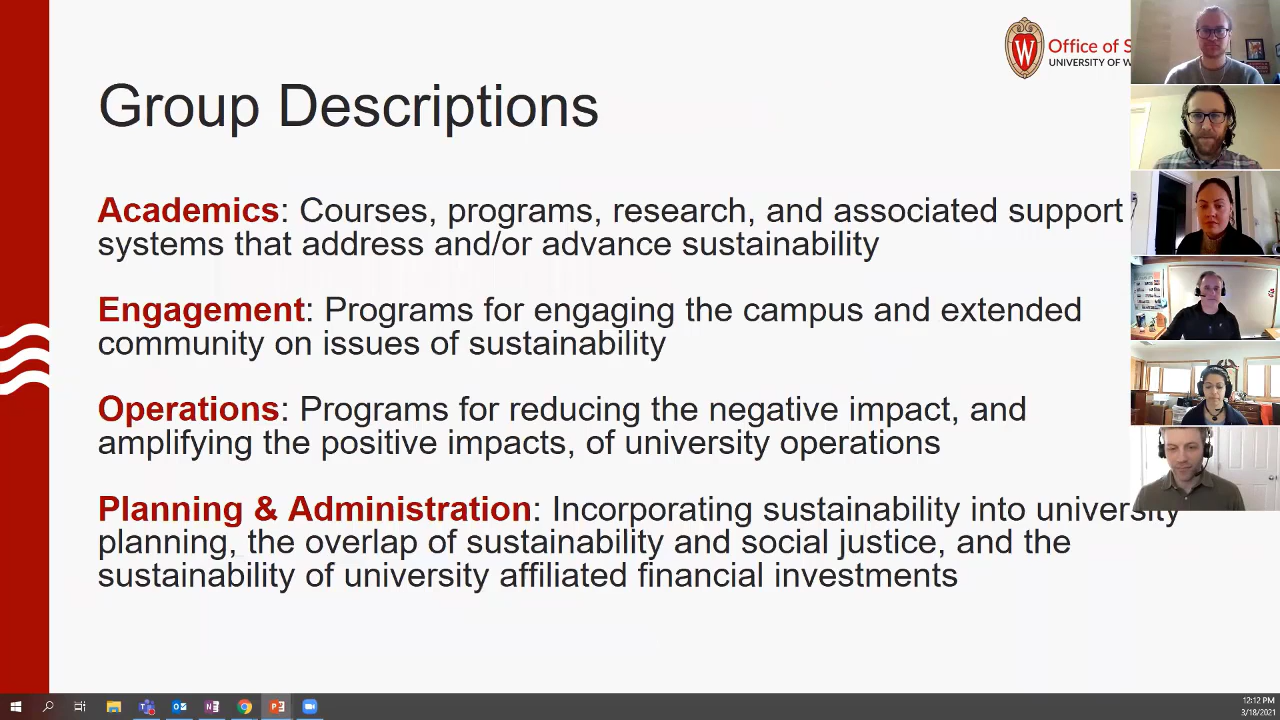 Office of
UNIVERSITY OF
Group Descriptions
Academics: Courses, programs, research, and associated support
systems that address and/or advance sustainability
Engagement: Programs for engaging the campus and extended
community on issues of sustainability
Operations: Programs for reducing the negative impact, and
amplifying the positive impacts, of university operations
Planning & Administration: Incorporating sustainability into university
planning, the overlap of sustainability and social justice, and the
sustainability of university affiliated financial investments
12:12 PM
3/18/2021